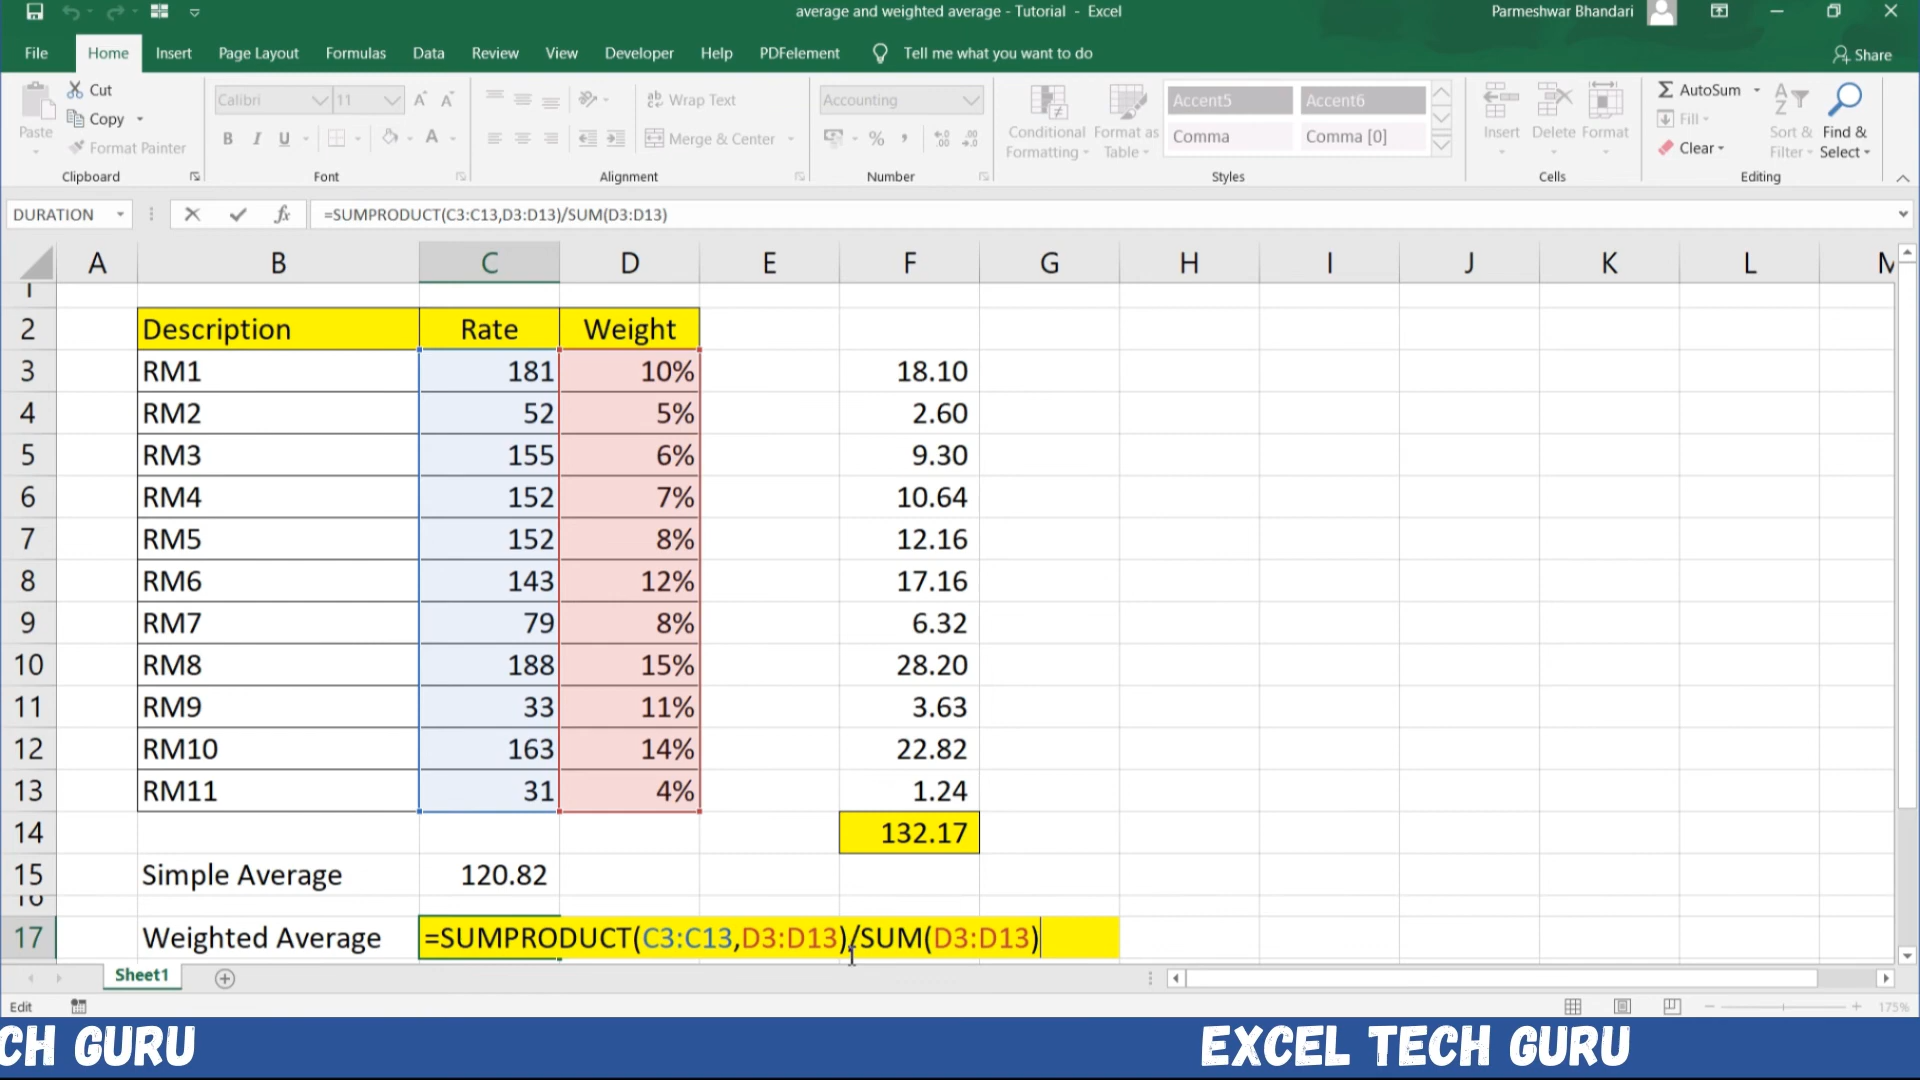 average and weighted average - Tutorial - Excel
Parmeshwar Bhandari
File Home Insert Page Layout Formulas Data Review View Developer Help PDFelement Tell me what you want to do Share
Paste
Cut
Copy
Format Painter
Clipboard
Calibri 11
B I U
Font
Wrap Text
Merge & Center
Alignment
Accounting
%
Number
Conditional Formatting
Format as Table
Accent5 Accent6
Comma Comma [0]
Styles
Insert Delete Format
Cells
AutoSum
Fill
Clear
Sort & Filter
Find & Select
Editing
DURATION fx =SUMPRODUCT(C3:C13,D3:D13)/SUM(D3:D13)
A B C D E F G H I J K L M
1
2 Description Rate Weight
3 RM1 181 10% 18.10
4 RM2 52 5% 2.60
5 RM3 155 6% 9.30
6 RM4 152 7% 10.64
7 RM5 152 8% 12.16
8 RM6 143 12% 17.16
9 RM7 79 8% 6.32
10 RM8 188 15% 28.20
11 RM9 33 11% 3.63
12 RM10 163 14% 22.82
13 RM11 31 4% 1.24
14 132.17
15 Simple Average 120.82
16
17 Weighted Average =SUMPRODUCT(C3:C13,D3:D13)/SUM(D3:D13)
Sheet1
Edit 175%
CH GURU EXCEL TECH GURU